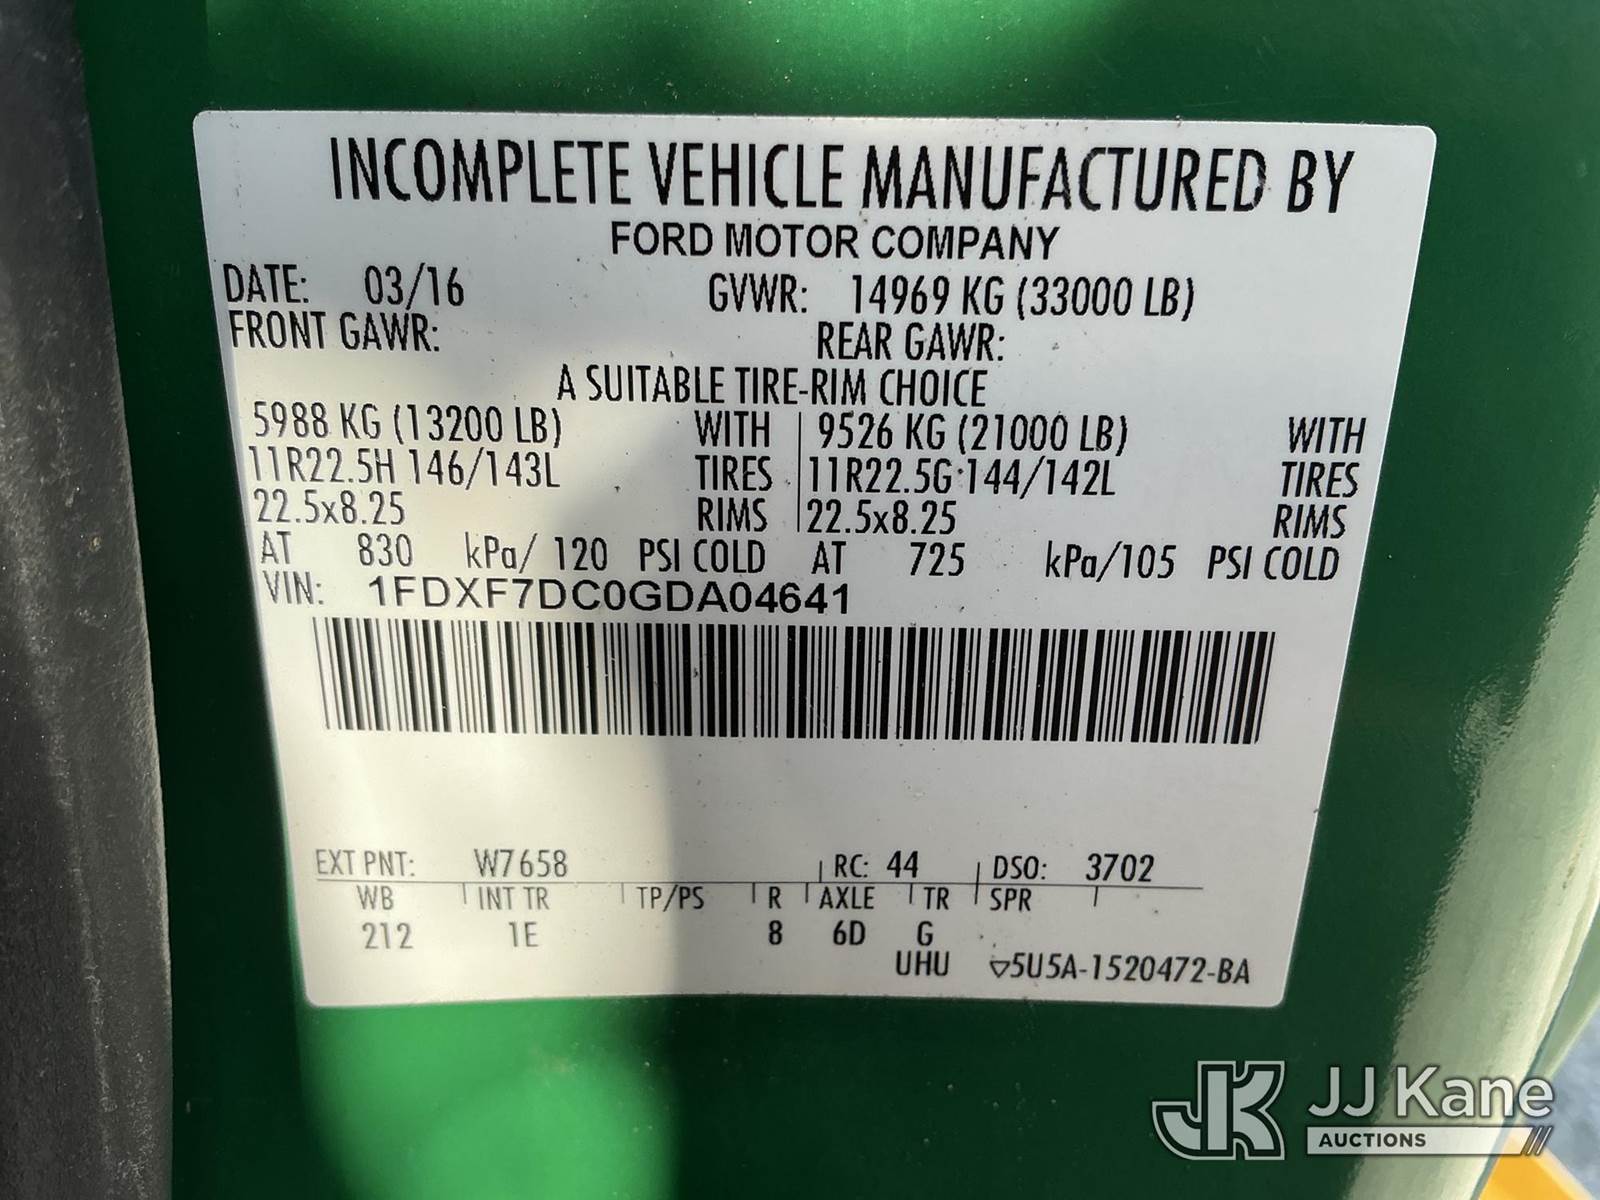 INCOMPLETE VEHICLE MANUFACTURED BY
FORD MOTOR COMPANY
DATE: 03/16 GVWR: 14969 KG (33000 LB)
FRONT GAWR: REAR GAWR:
A SUITABLE TIRE-RIM CHOICE
5988 KG (13200 LB) WITH 9526 KG (21000 LB) WITH
11R22.5H 146/143L TIRES 11R22.5G 144/142L TIRES
22.5x8.25 RIMS 22.5x8.25 RIMS
AT 830 kPa/ 120 PSI COLD AT 725 kPa/105 PSI COLD
VIN: 1FDXF7DC0GDA04641
EXT PNT: W7658 RC: 44 DSO: 3702
WB INT TR TP/PS R AXLE TR SPR
212 1E 8 6D G
UHU 5U5A-1520472-BA
JK JJ Kane
AUCTIONS